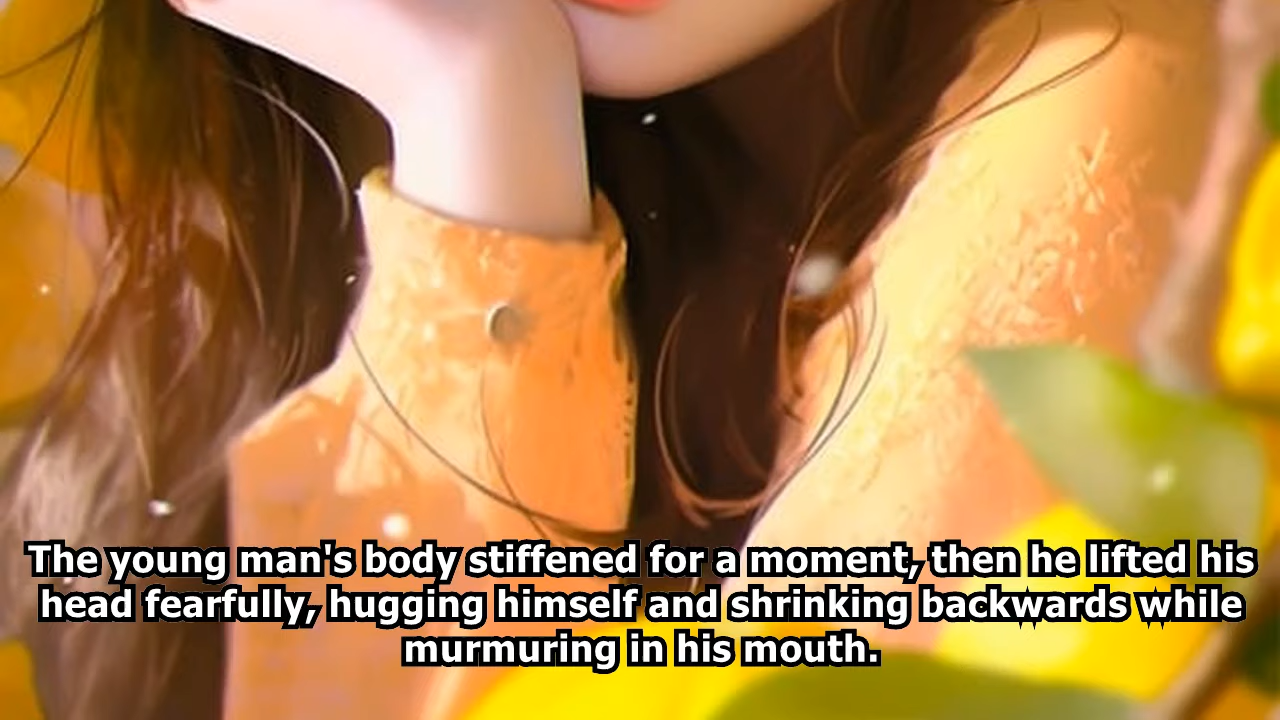 The young man's body stiffened for a moment, then he lifted his
head fearfully, hugging himself and shrinking backwards while
murmuring in his mouth.